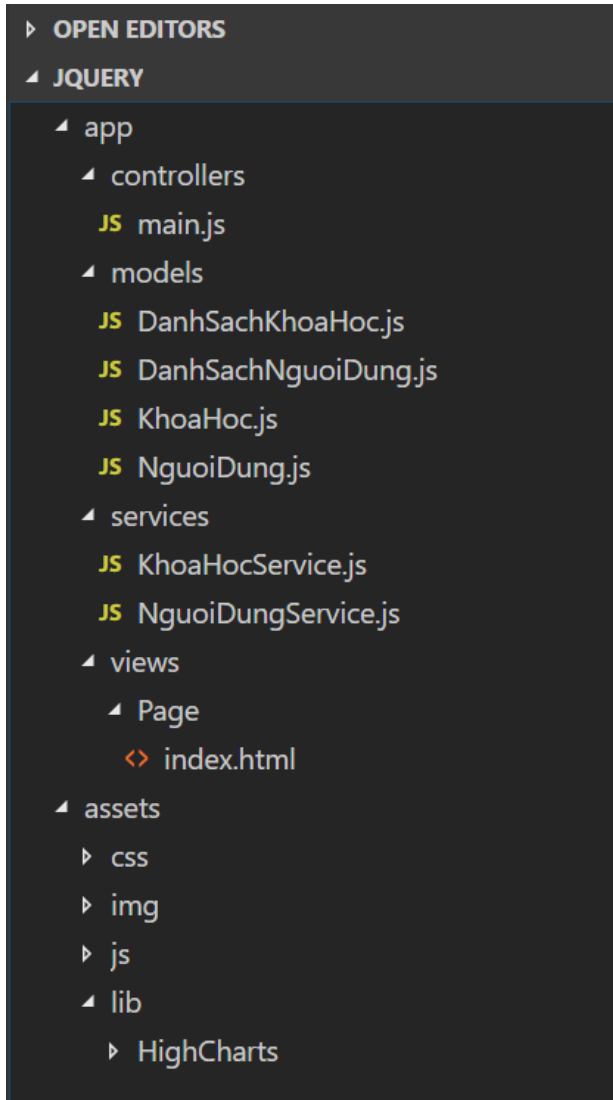 OPEN EDITORS
JQUERY
app
controllers
JS main.js
models
JS DanhSachKhoaHoc.js
JS DanhSachNguoiDung.js
JS KhoaHoc.js
JS NguoiDung.js
services
JS KhoaHocService.js
JS NguoiDungService.js
views
Page
<> index.html
assets
css
img
js
lib
HighCharts